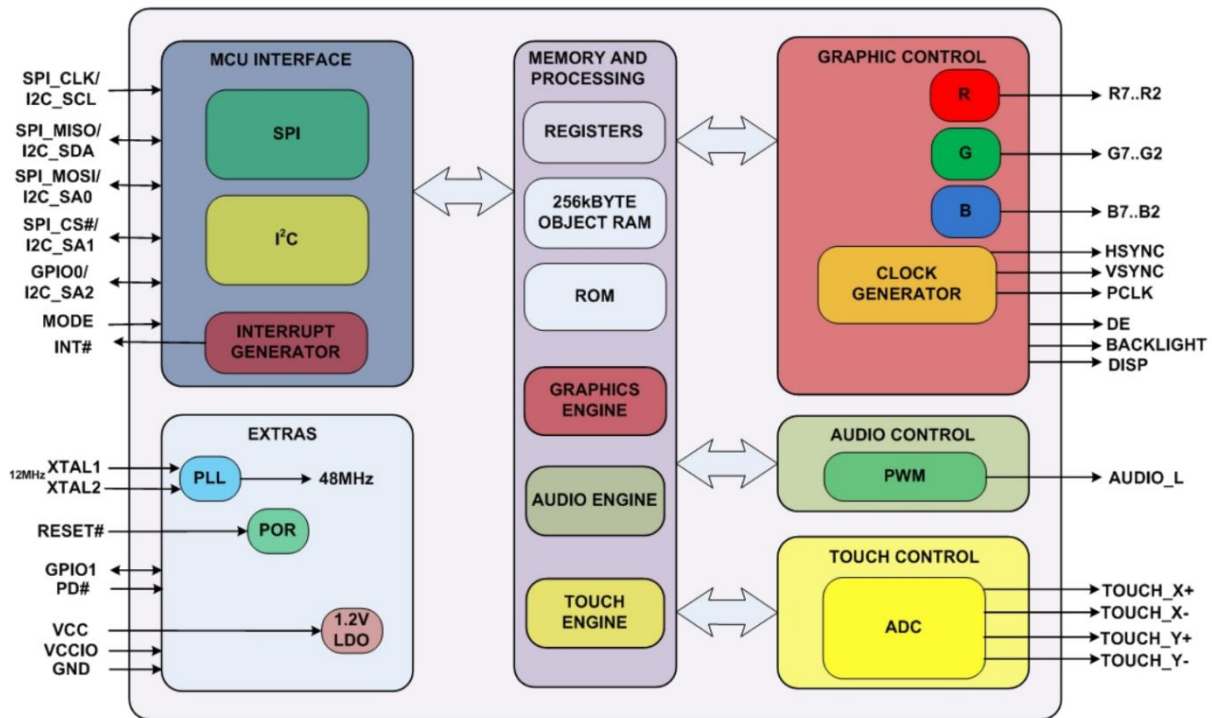 MCU INTERFACE
SPI_CLK/
I2C_SCL
SPI_MISO/
I2C_SDA
SPI_MOSI/
I2C_SA0
SPI_CS#/
I2C_SA1
GPIO0/
I2C_SA2
MODE
INT#
SPI
I²C
INTERRUPT
GENERATOR
EXTRAS
12MHz
XTAL1
XTAL2
PLL
48MHz
RESET#
POR
GPIO1
PD#
VCC
VCCIO
GND
1.2V
LDO
MEMORY AND
PROCESSING
REGISTERS
256kBYTE
OBJECT RAM
ROM
GRAPHICS
ENGINE
AUDIO ENGINE
TOUCH
ENGINE
GRAPHIC CONTROL
R
G
B
CLOCK
GENERATOR
R7..R2
G7..G2
B7..B2
HSYNC
VSYNC
PCLK
DE
BACKLIGHT
DISP
AUDIO CONTROL
PWM
AUDIO_L
TOUCH CONTROL
ADC
TOUCH_X+
TOUCH_X-
TOUCH_Y+
TOUCH_Y-